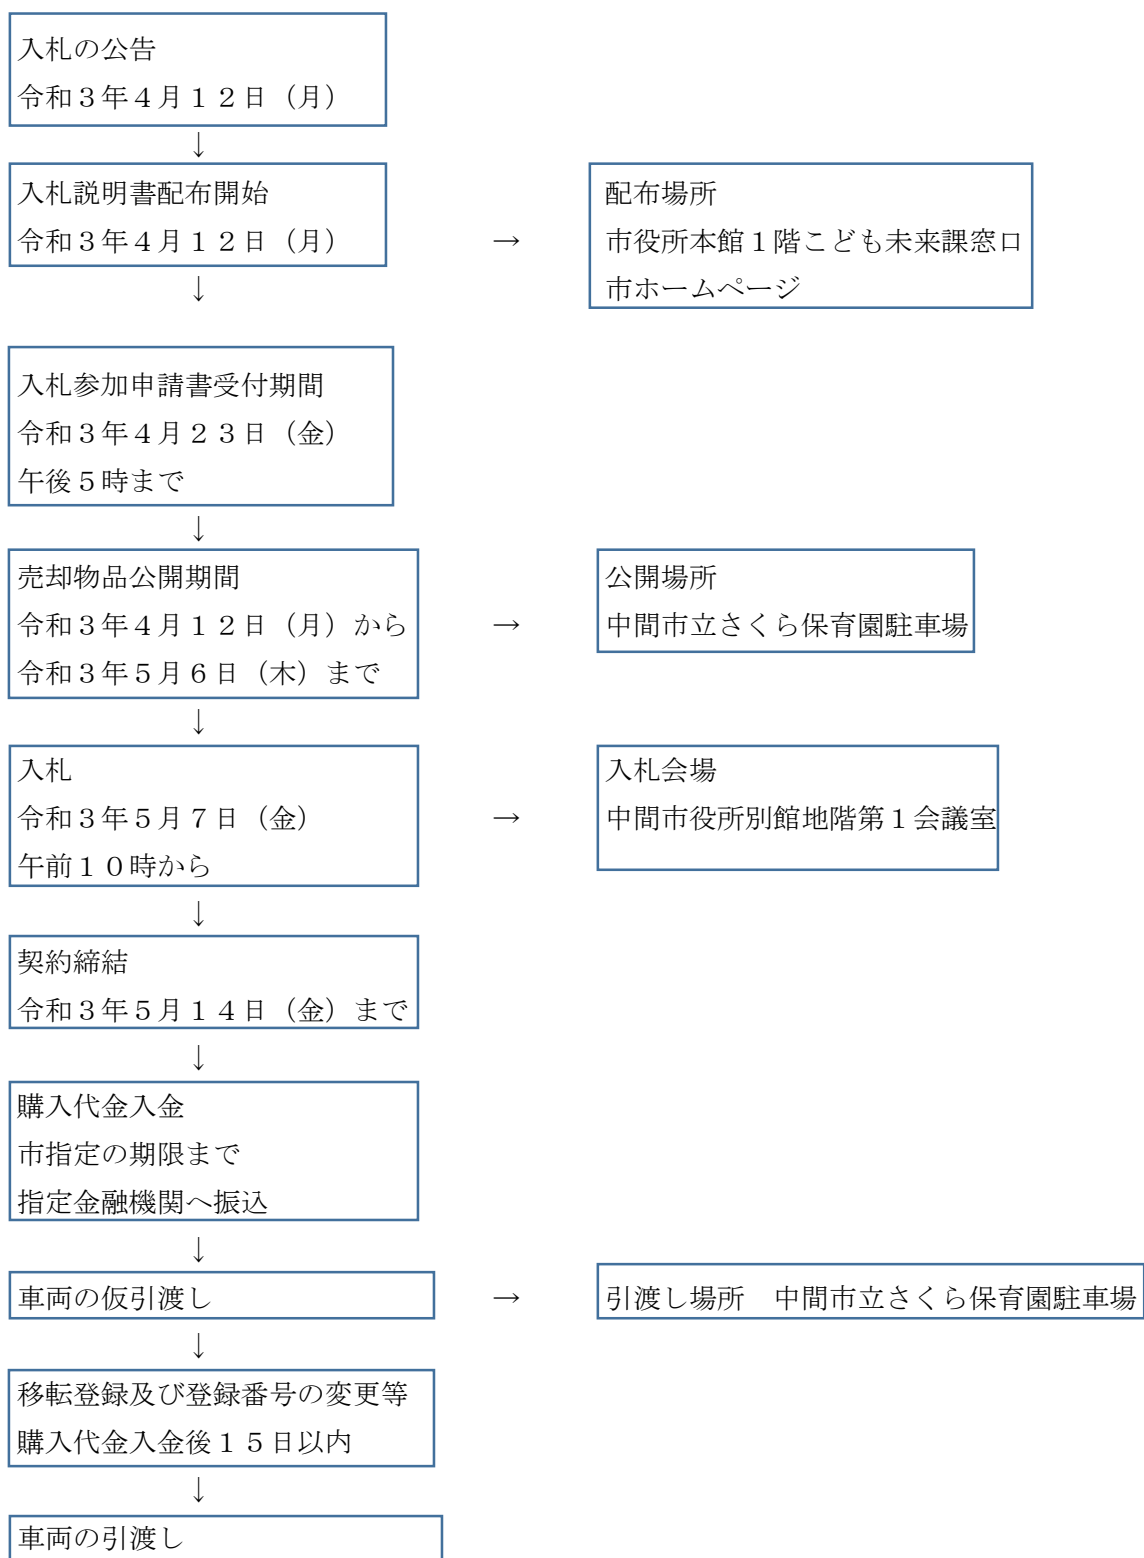 入札の公告
令和３年４月１２日（月）
↓
入札説明書配布開始
令和３年４月１２日（月）
→
配布場所
市役所本館１階こども未来課窓口
市ホームページ
↓
入札参加申請書受付期間
令和３年４月２３日（金）
午後５時まで
↓
売却物品公開期間
令和３年４月１２日（月）から
令和３年５月６日（木）まで
→
公開場所
中間市立さくら保育園駐車場
↓
入札
令和３年５月７日（金）
午前１０時から
→
入札会場
中間市役所別館地階第１会議室
↓
契約締結
令和３年５月１４日（金）まで
↓
購入代金入金
市指定の期限まで
指定金融機関へ振込
↓
車両の仮引渡し
→
引渡し場所　中間市立さくら保育園駐車場
↓
移転登録及び登録番号の変更等
購入代金入金後１５日以内
↓
車両の引渡し